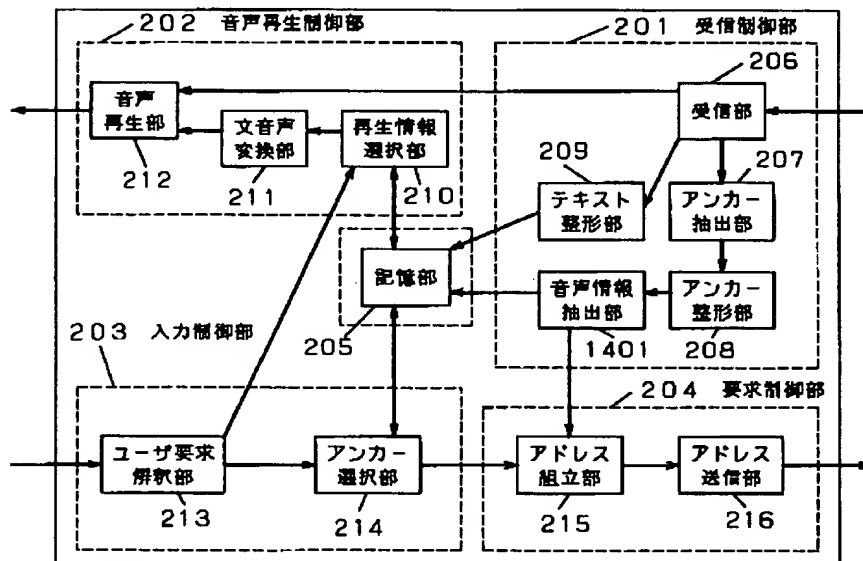 202 音声再生制御部
201 受信制御部
206
音声
再生部
212
文音声
変換部
211
再生情報
選択部
210
受信部
209
207
テキスト
整形部
アンカー
抽出部
記憶部
205
音声情報
抽出部
1401
アンカー
整形部
208
203 入力制御部
204 要求制御部
ユーザ要求
解釈部
213
アンカー
選択部
214
アドレス
組立部
215
アドレス
送信部
216